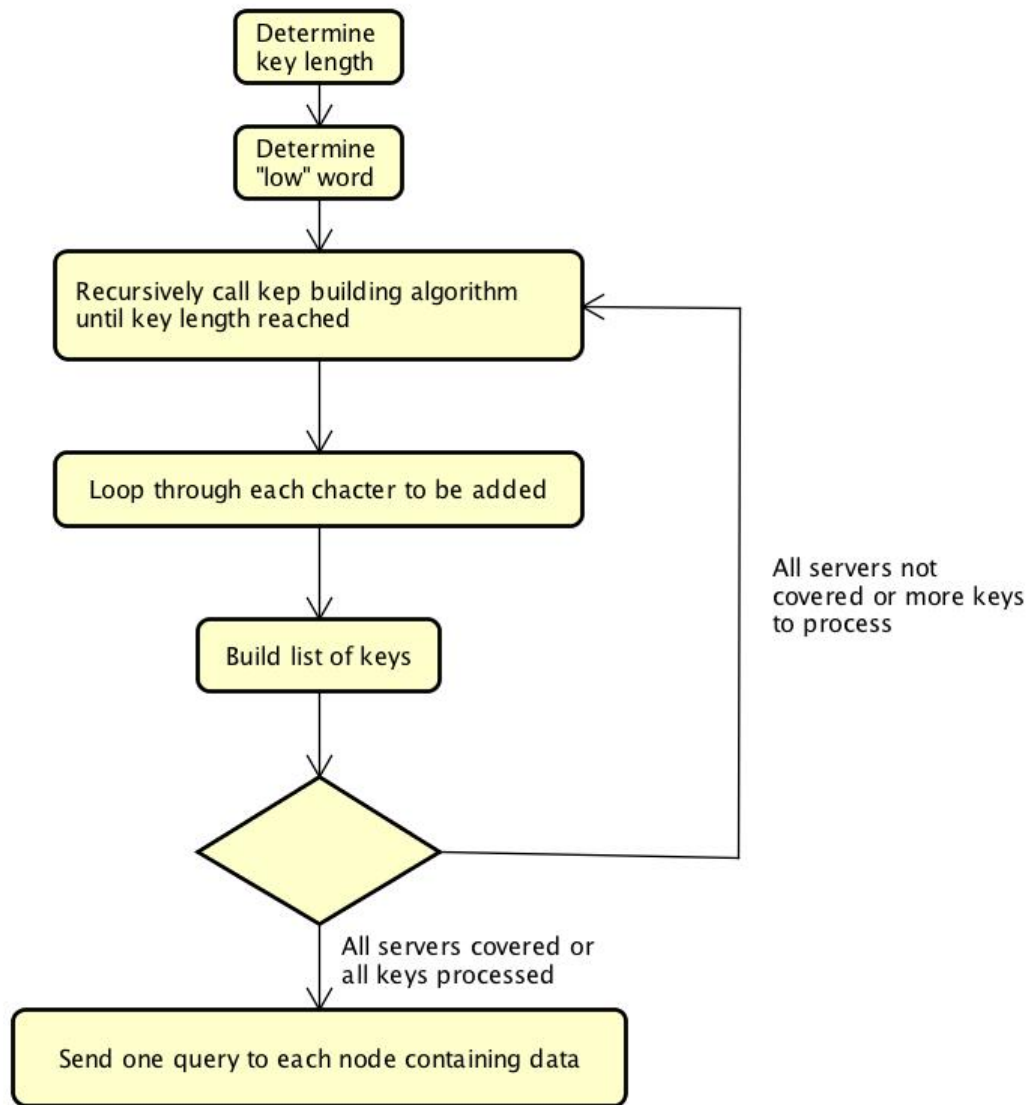 Determine
key length
Determine
"low" word
Recursively call kep building algorithm
until key length reached
Loop through each chacter to be added
All servers not
covered or more keys
to process
Build list of keys
All servers covered or
all keys processed
Send one query to each node containing data